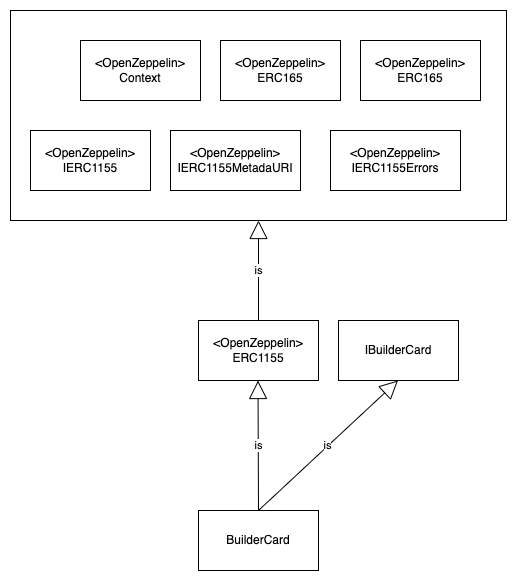 <OpenZeppelin>
Context
<OpenZeppelin>
ERC165
<OpenZeppelin>
ERC165
<OpenZeppelin>
IERC1155
<OpenZeppelin>
IERC1155MetadaURI
<OpenZeppelin>
IERC1155Errors
is
<OpenZeppelin>
ERC1155
IBuilderCard
is
is
BuilderCard